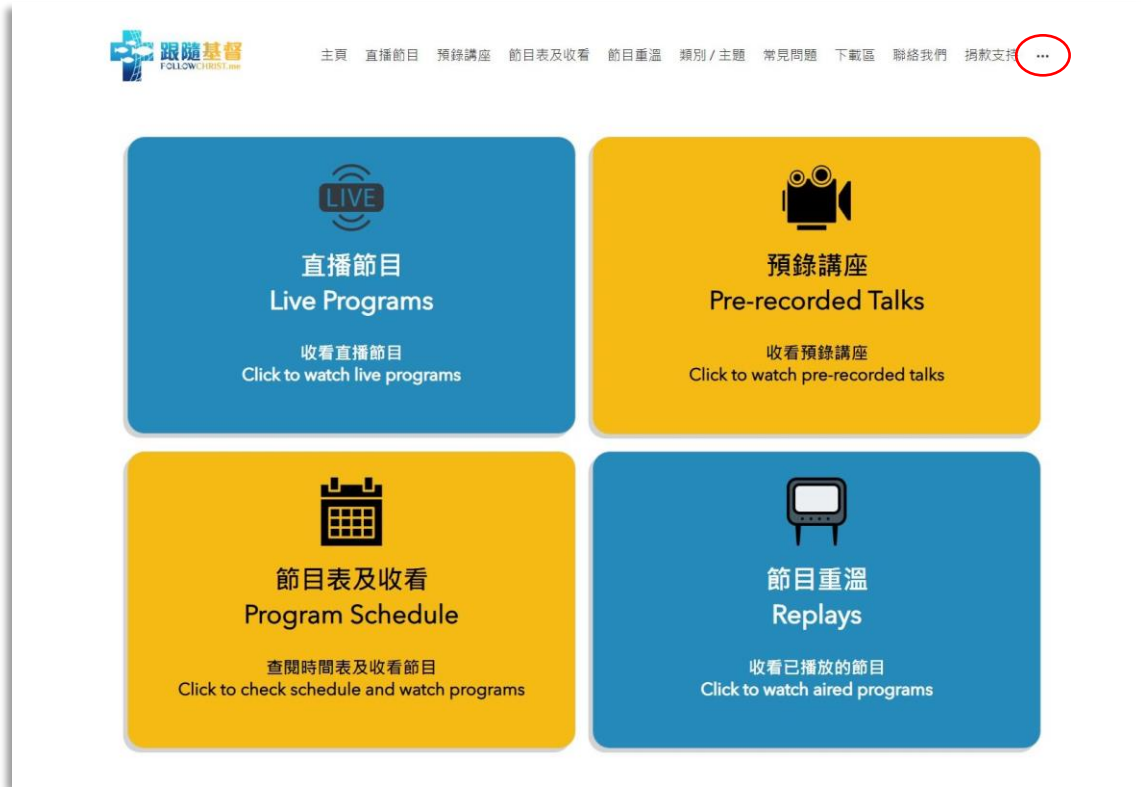 跟隨基督
FOLLOWCHRIST.me
主頁 直播節目 預錄講座 節目表及收看 節目重溫 類別 / 主題 常見問題 下載區 聯絡我們 捐款支持 ...
LIVE
直播節目
Live Programs
收看直播節目
Click to watch live programs
預錄講座
Pre-recorded Talks
收看預錄講座
Click to watch pre-recorded talks
節目表及收看
Program Schedule
查閱時間表及收看節目
Click to check schedule and watch programs
節目重溫
Replays
收看已播放的節目
Click to watch aired programs